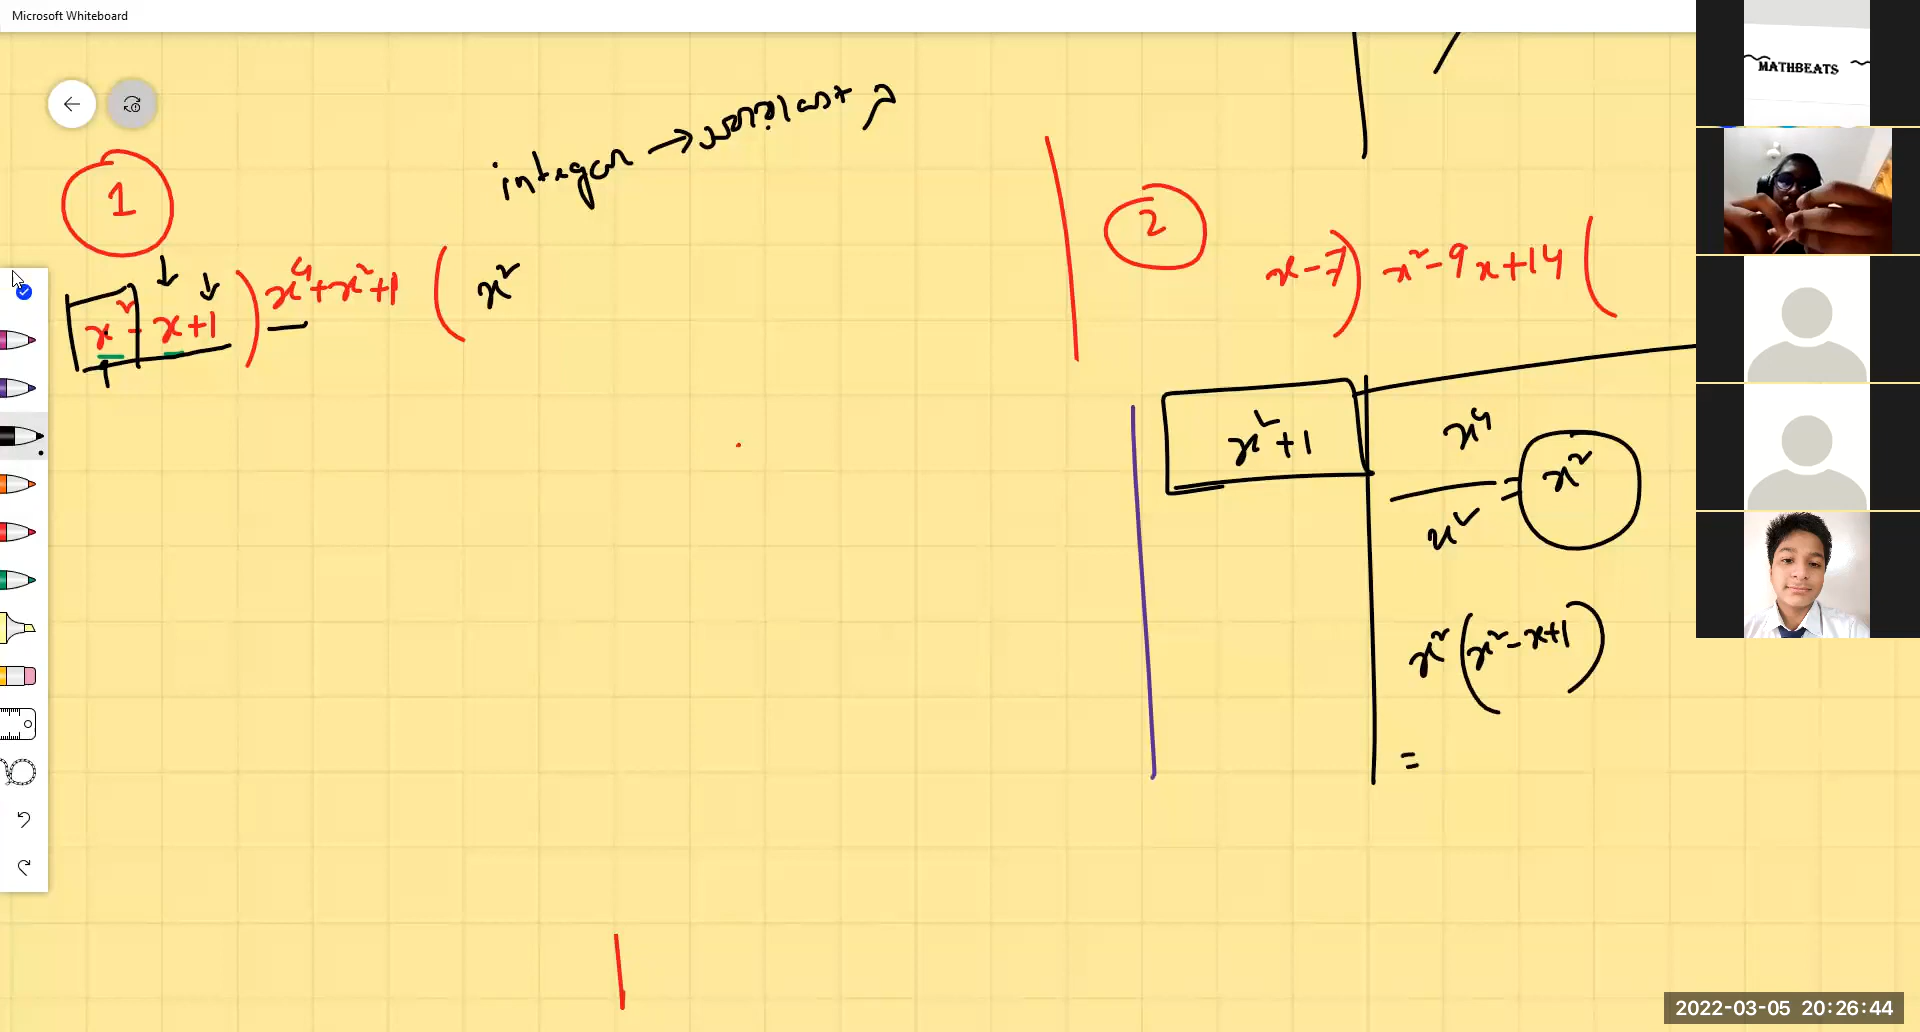 Microsoft Whiteboard
MATHBEATS
integer →
1
x² - x + 1 ) x⁴ + x² + 1 ( x²
2
x - 7 ) x² - 9x + 14 (
x² + 1
x⁴
x² = x²
x² (x² - x + 1)
=
2022-03-05 20:26:44